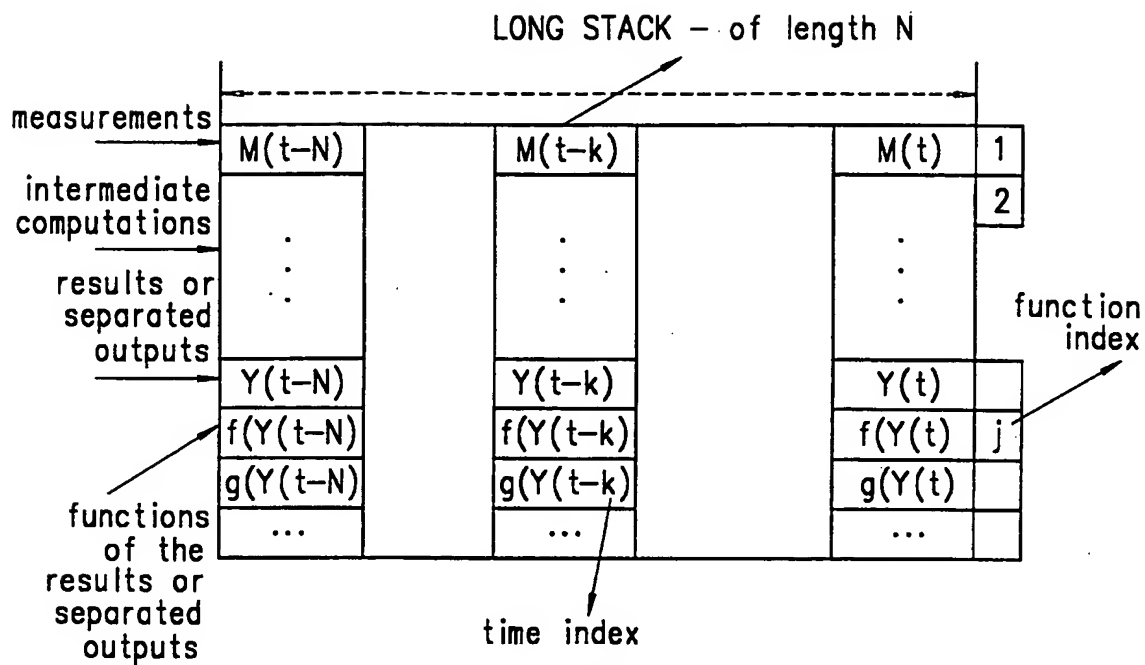 LONG STACK - of length N
measurements
M(t-N) M(t-k) M(t) 1
intermediate
computations
2
results or
separated
outputs
function
index
Y(t-N) Y(t-k) Y(t)
f(Y(t-N) f(Y(t-k) f(Y(t) j
g(Y(t-N) g(Y(t-k) g(Y(t)
... ... ...
functions
of the
results or
separated
outputs
time index